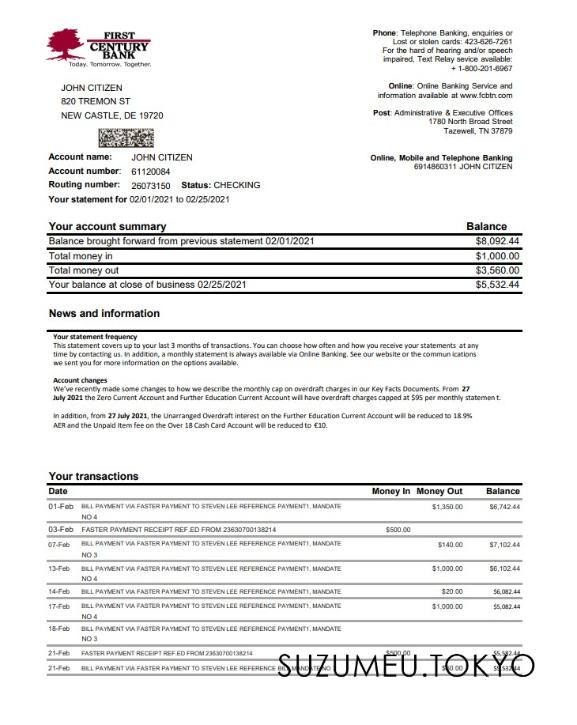 FIRST
CENTURY
BANK
Today. Tomorrow. Together.
Phone: Telephone Banking, enquiries or
Lost or stolen cards: 423-626-7261
For the hard of hearing and/or speech
impaired, Text Relay sevice available:
+ 1-800-201-6967
Online: Online Banking Service and
information available at www.fcbtn.com
Post: Administrative & Executive Offices
1780 North Broad Street
Tazewell, TN 37879
Online, Mobile and Telephone Banking
6914860311 JOHN CITIZEN
JOHN CITIZEN
820 TREMON ST
NEW CASTLE, DE 19720
Account name: JOHN CITIZEN
Account number: 61120084
Routing number: 26073150 Status: CHECKING
Your statement for 02/01/2021 to 02/25/2021
Your account summary Balance
Balance brought forward from previous statement 02/01/2021 $8,092.44
Total money in $1,000.00
Total money out $3,560.00
Your balance at close of business 02/25/2021 $5,532.44
News and information
Your statement frequency
This statement covers up to your last 3 months of transactions. You can choose how often and how you receive your statements at any
time by contacting us. In addition, a monthly statement is always available via Online Banking. See our website or the commun ications
we sent you for more information on the options available.
Account changes
We've recently made some changes to how we describe the monthly cap on overdraft charges in our Key Facts Documents. From 27
July 2021 the Zero Current Account and Further Education Current Account will have overdraft charges capped at $95 per monthly statemen t.
In addition, from 27 July 2021, the Unarranged Overdraft interest on the Further Education Current Account will be reduced to 18.9%
AER and the Unpaid Item fee on the Over 18 Cash Card Account will be reduced to €10.
Your transactions
Date Money In Money Out Balance
01-Feb BILL PAYMENT VIA FASTER PAYMENT TO STEVEN LEE REFERENCE PAYMENT1, MANDATE $1,350.00 $6,742.44
NO 4
03-Feb FASTER PAYMENT RECEIPT REF.ED FROM 23630700138214 $500.00
07-Feb BILL PAYMENT VIA FASTER PAYMENT TO STEVEN LEE REFERENCE PAYMENT1, MANDATE $140.00 $7,102.44
NO 3
13-Feb BILL PAYMENT VIA FASTER PAYMENT TO STEVEN LEE REFERENCE PAYMENT1, MANDATE $1,000.00 $6,102.44
NO 4
14-Feb BILL PAYMENT VIA FASTER PAYMENT TO STEVEN LEE REFERENCE PAYMENT1, MANDATE $20.00 $6,082.44
17-Feb BILL PAYMENT VIA FASTER PAYMENT TO STEVEN LEE REFERENCE PAYMENT1, MANDATE $1,000.00 $5,082.44
NO 4
18-Feb BILL PAYMENT VIA FASTER PAYMENT TO STEVEN LEE REFERENCE PAYMENT1, MANDATE
NO 3
21-Feb FASTER PAYMENT RECEIPT REF.ED FROM 23630700138214 $500.00 $5,582.44
21-Feb BILL PAYMENT VIA FASTER PAYMENT TO STEVEN LEE REFERENCE $5,532.44
SUZUMEU.TOKYO